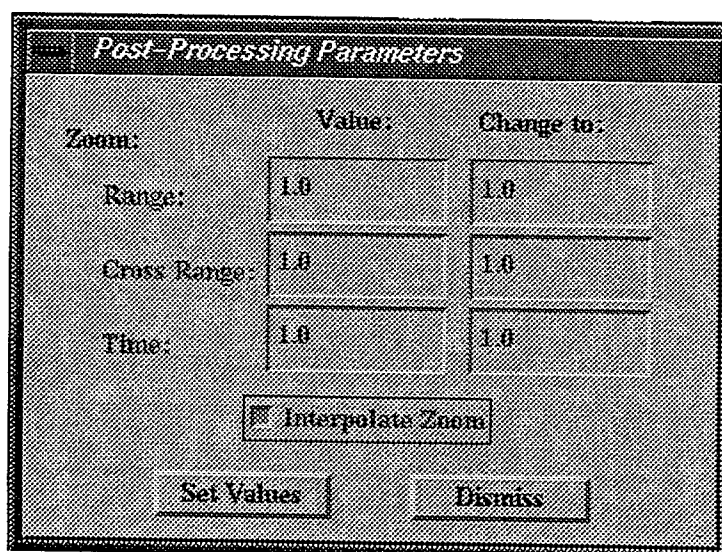 Post-Processing Parameters
Value: Change to:
Zoom:
Range: 1.0 1.0
Cross Range: 1.0 1.0
Time: 1.0 1.0
Interpolate Zoom
Set Values Dismiss